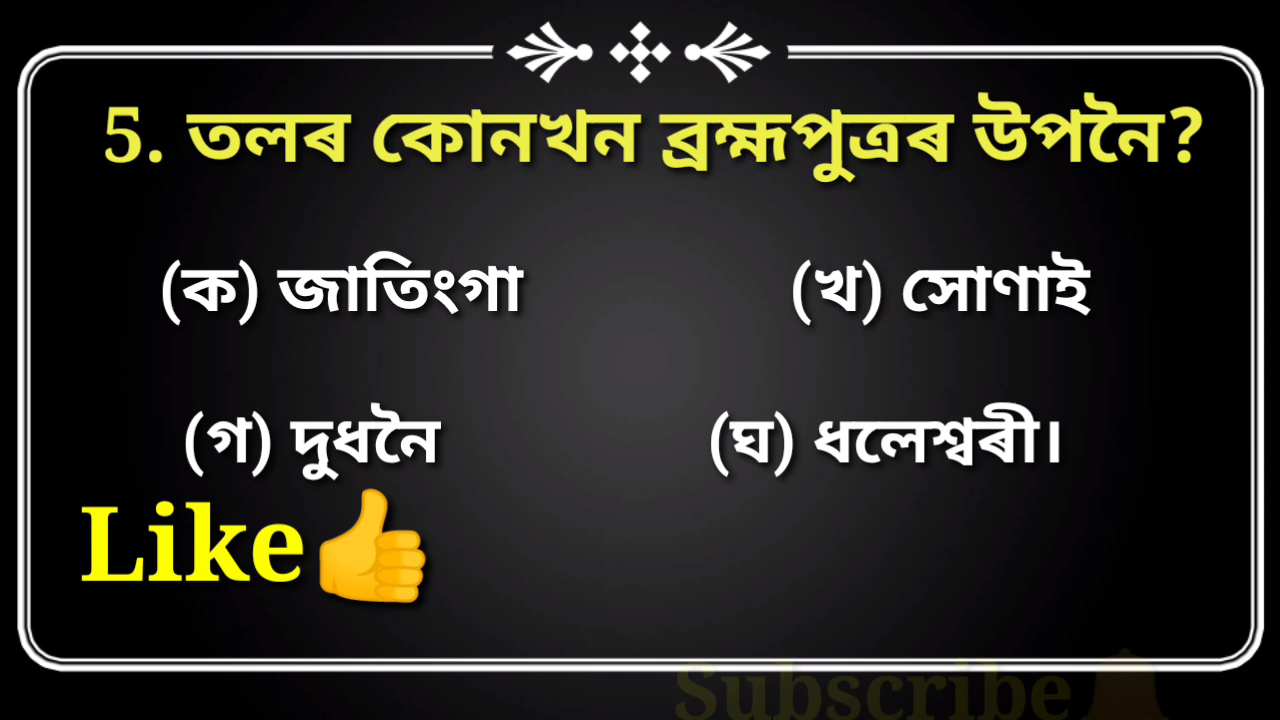 5. তলৰ কোনখন ব্ৰহ্মপুত্ৰৰ উপনৈ?
(ক) জাতিংগা (খ) সোণাই
(গ) দুধনৈ (ঘ) ধলেশ্বৰী।
Like👍
Subscribe